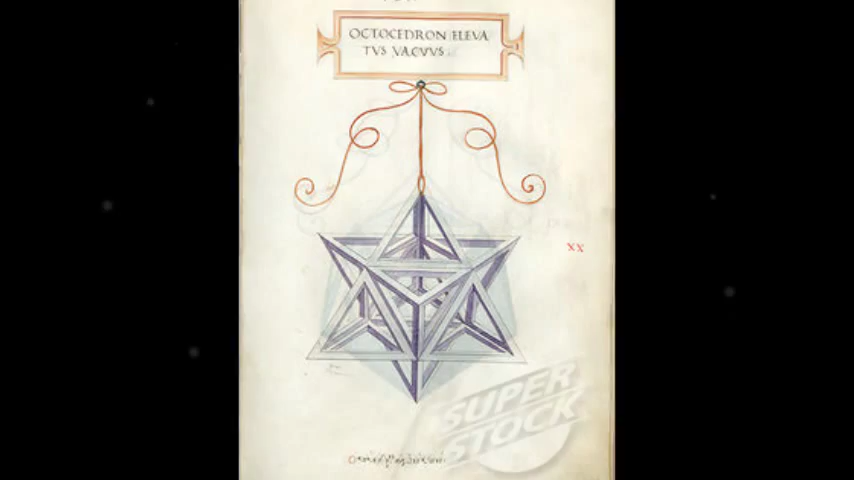 OCTOCEDRON ELEVA
TVS VACVVS
XX
SUPER
STOCK